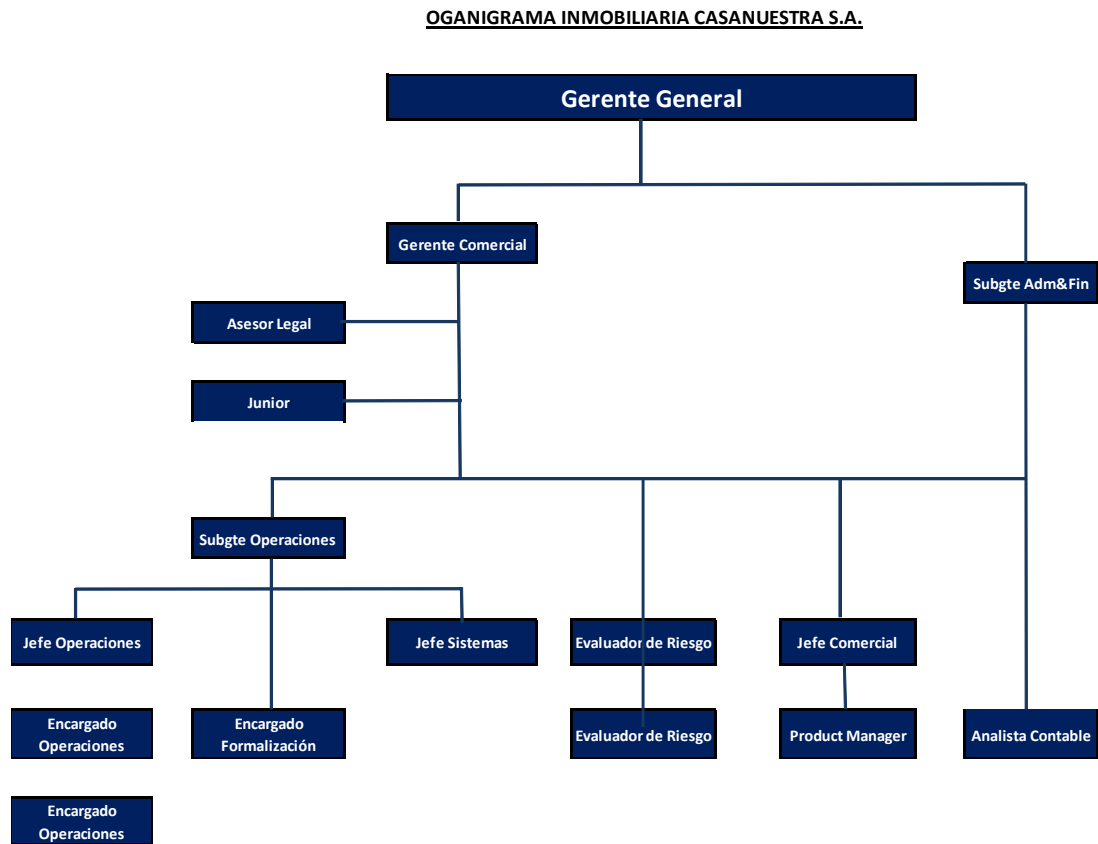 OGANIGRAMA INMOBILIARIA CASANUESTRA S.A.
Gerente General
Gerente Comercial
Subgte Adm&Fin
Asesor Legal
Junior
Subgte Operaciones
Jefe Operaciones
Jefe Sistemas
Evaluador de Riesgo
Jefe Comercial
Encargado
Operaciones
Encargado
Formalización
Evaluador de Riesgo
Product Manager
Analista Contable
Encargado
Operaciones